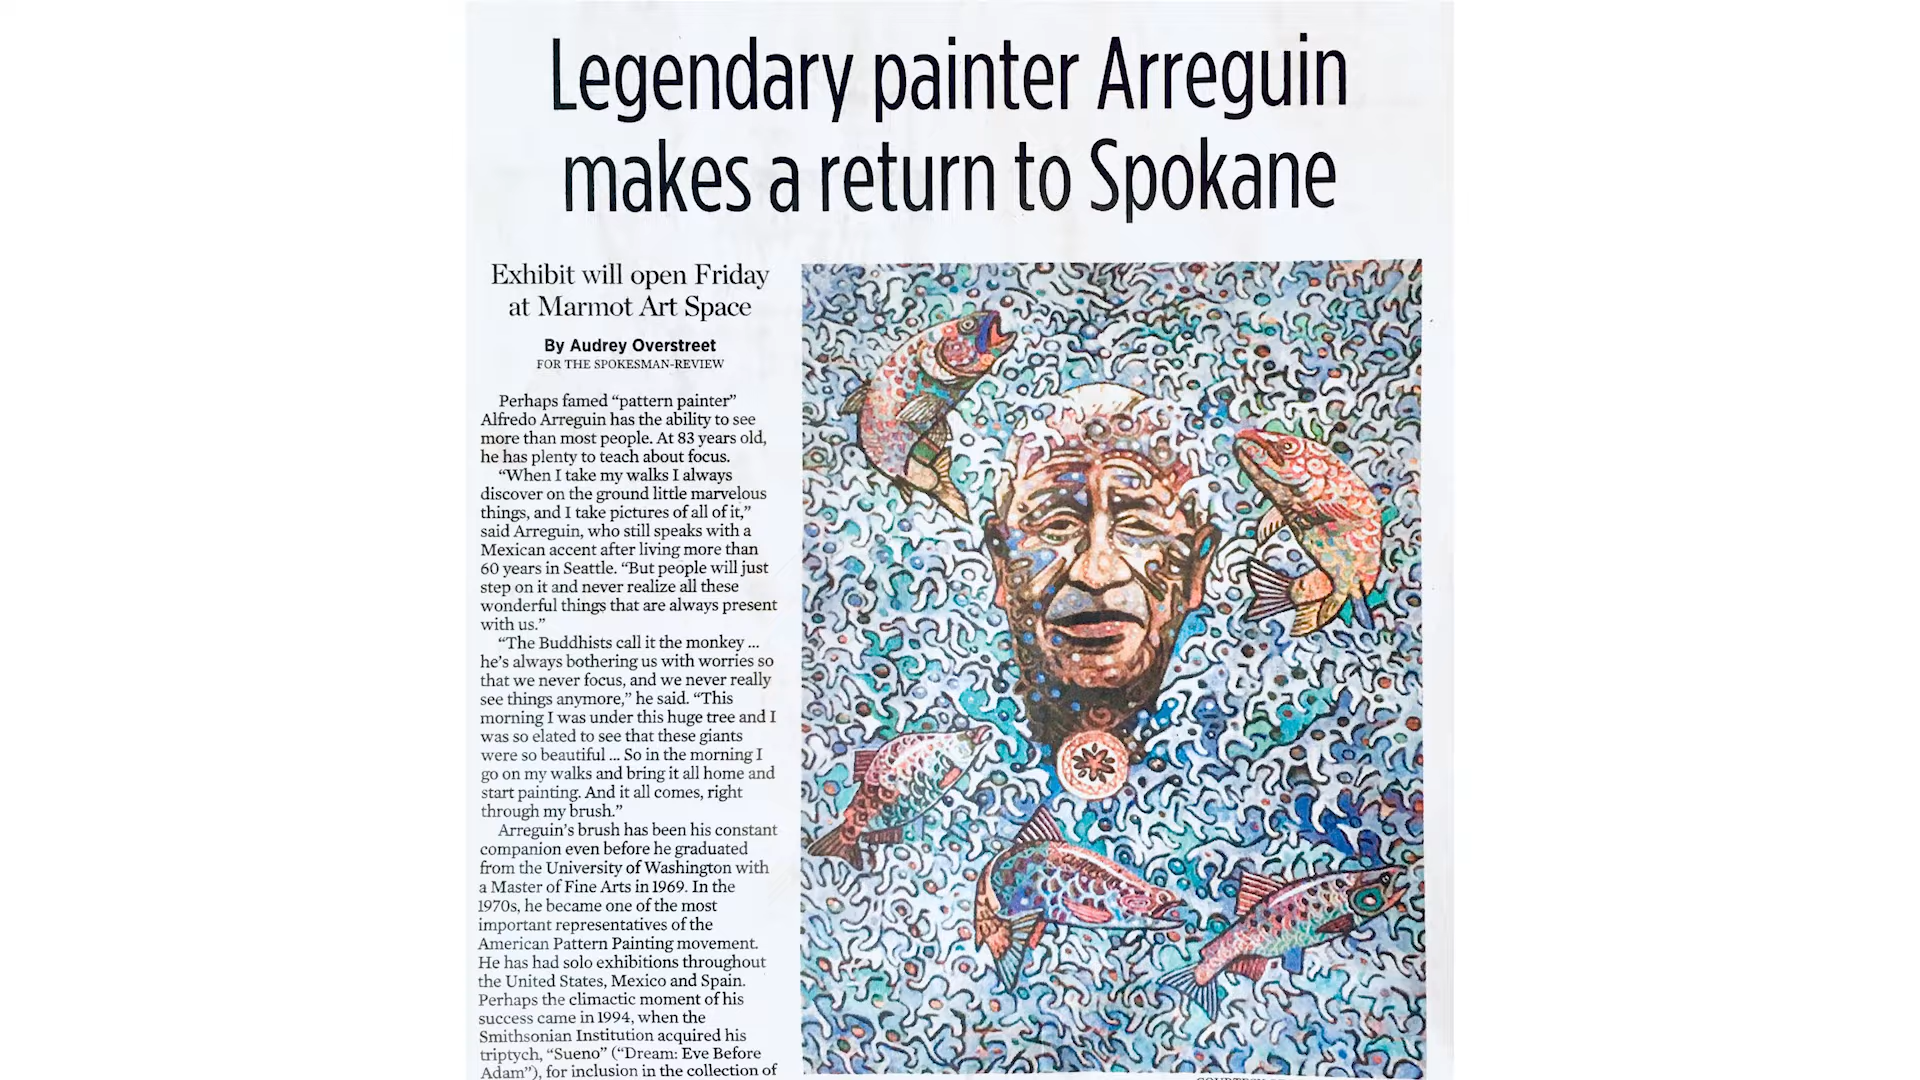 Legendary painter Arreguin
makes a return to Spokane
Exhibit will open Friday
at Marmot Art Space
By Audrey Overstreet
FOR THE SPOKESMAN-REVIEW
Perhaps famed “pattern painter”
Alfredo Arreguin has the ability to see
more than most people. At 83 years old,
he has plenty to teach about focus.
“When I take my walks I always
discover on the ground little marvelous
things, and I take pictures of all of it,”
said Arreguin, who still speaks with a
Mexican accent after living more than
60 years in Seattle. “But people will just
step on it and never realize all these
wonderful things that are always present
with us.”
“The Buddhists call it the monkey ...
he’s always bothering us with worries so
that we never focus, and we never really
see things anymore,” he said. “This
morning I was under this huge tree and I
was so elated to see that these giants
were so beautiful ... So in the morning I
go on my walks and bring it all home and
start painting. And it all comes, right
through my brush.”
Arreguin’s brush has been his constant
companion even before he graduated
from the University of Washington with
a Master of Fine Arts in 1969. In the
1970s, he became one of the most
important representatives of the
American Pattern Painting movement.
He has had solo exhibitions throughout
the United States, Mexico and Spain.
Perhaps the climactic moment of his
success came in 1994, when the
Smithsonian Institution acquired his
triptych, “Sueno” (“Dream: Eve Before
Adam”), for inclusion in the collection of